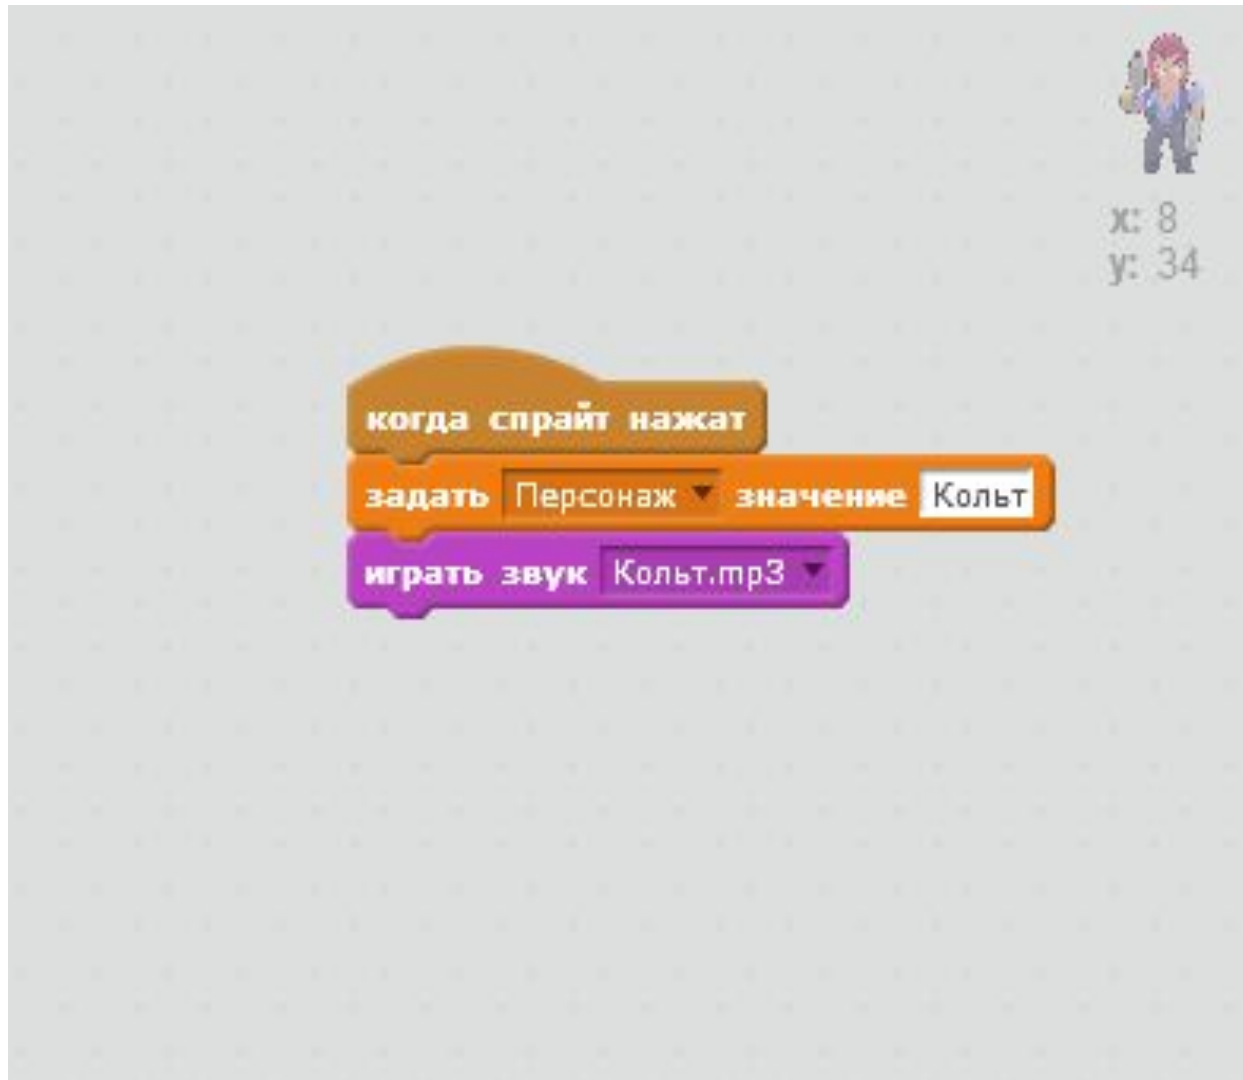 x: 8
y: 34
когда спрайт нажат
задать Персонаж значение Кольт
играть звук Кольт.mp3